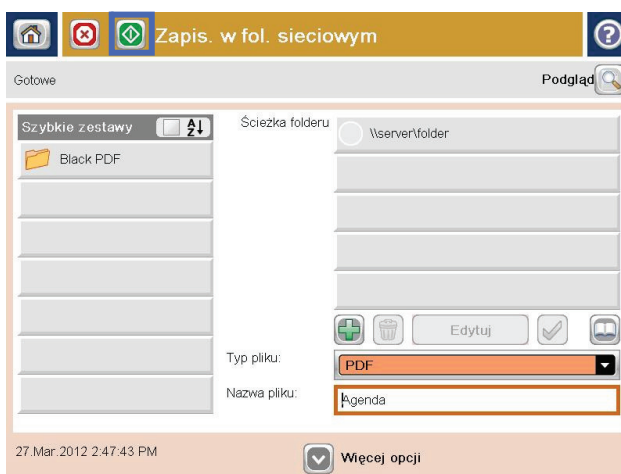 Zapis. w fol. sieciowym
Gotowe
Podgląd
Szybkie zestawy
Ścieżka folderu
\\server\folder
Black PDF
Edytuj
Typ pliku:
PDF
Nazwa pliku:
Agenda
27.Mar.2012 2:47:43 PM
Więcej opcji